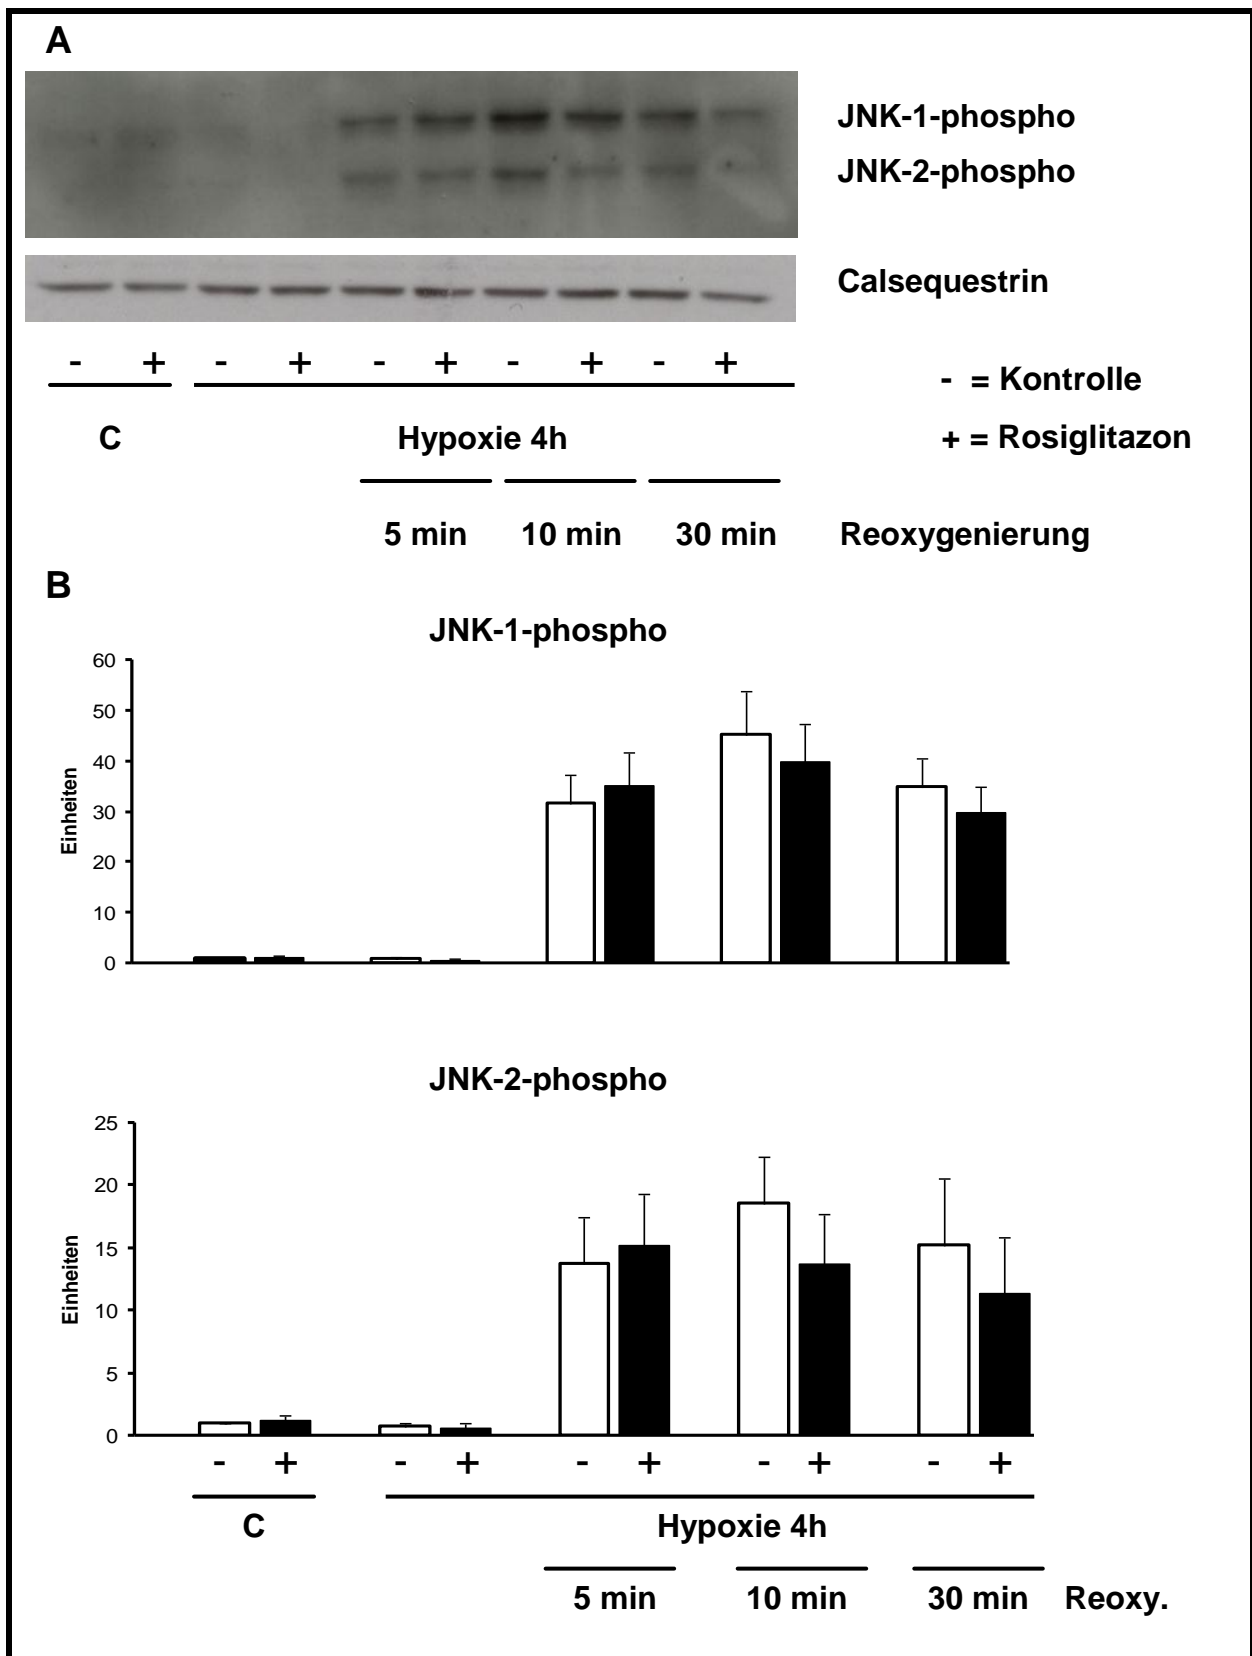 A
JNK-1-phospho
JNK-2-phospho
Calsequestrin
- + - + - + - + - +
- = Kontrolle
C Hypoxie 4h
+ = Rosiglitazon
5 min 10 min 30 min Reoxygenierung
B
JNK-1-phospho
60
50
40
30
20
10
0
Einheiten
JNK-2-phospho
25
20
15
10
5
0
Einheiten
- + - + - + - + - +
C Hypoxie 4h
5 min 10 min 30 min Reoxy.